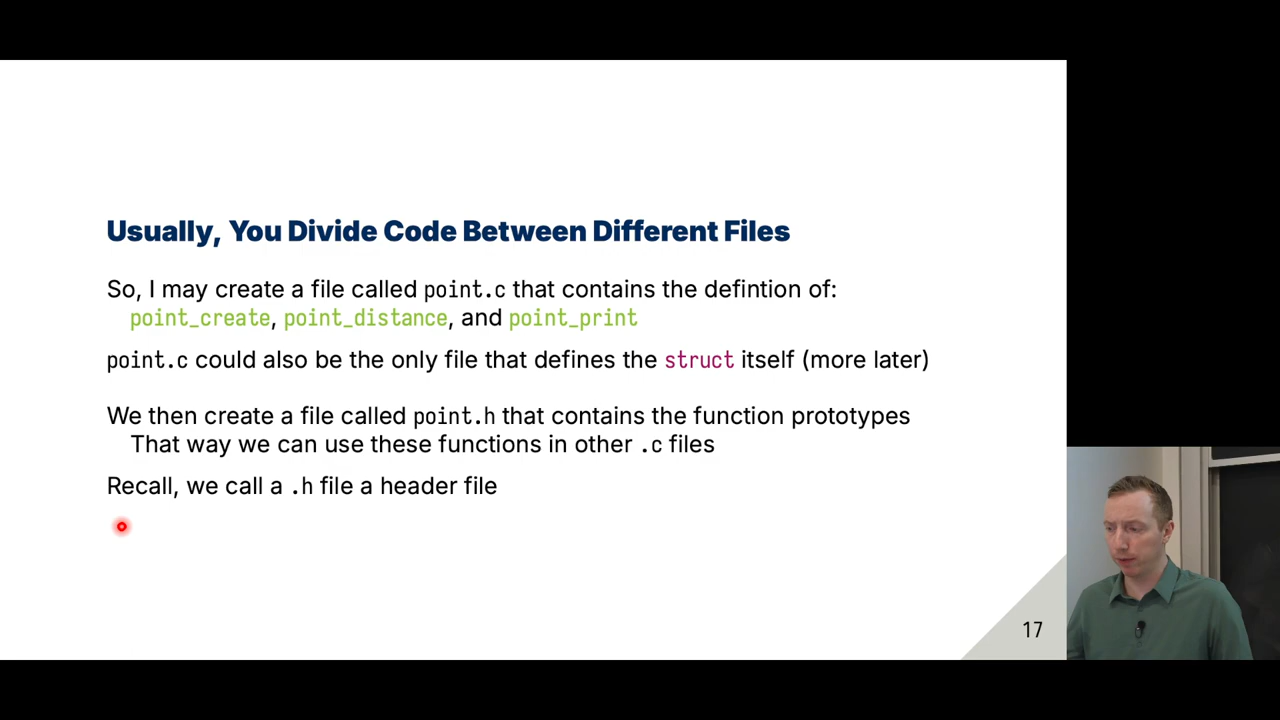 Usually, You Divide Code Between Different Files
So, I may create a file called point.c that contains the defintion of:
point_create, point_distance, and point_print
point.c could also be the only file that defines the struct itself (more later)
We then create a file called point.h that contains the function prototypes
That way we can use these functions in other .c files
Recall, we call a .h file a header file
17